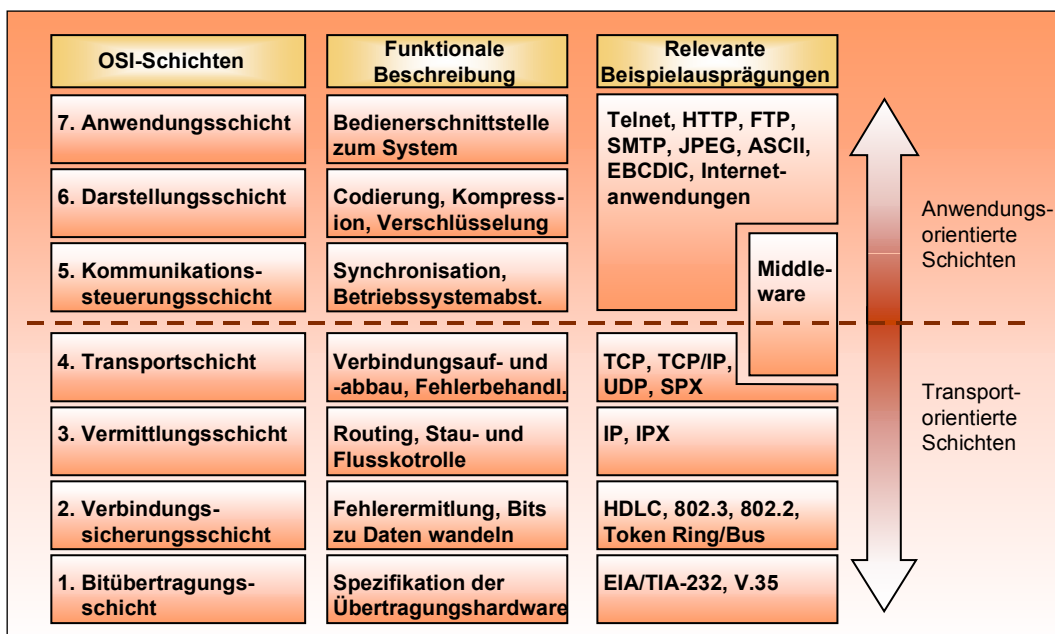 OSI-Schichten
Funktionale
Beschreibung
Relevante
Beispielausprägungen
7. Anwendungsschicht
Bedienerschnittstelle
zum System
Telnet, HTTP, FTP,
SMTP, JPEG, ASCII,
EBCDIC, Internet-
anwendungen
6. Darstellungsschicht
Codierung, Kompress-
ion, Verschlüsselung
5. Kommunikations-
steuerungsschicht
Synchronisation,
Betriebssystemabst.
Middle-
ware
Anwendungs-
orientierte
Schichten
4. Transportschicht
Verbindungsauf- und
-abbau, Fehlerbehandl.
TCP, TCP/IP,
UDP, SPX
3. Vermittlungsschicht
Routing, Stau- und
Flusskotrolle
IP, IPX
Transport-
orientierte
Schichten
2. Verbindungs-
sicherungsschicht
Fehlerermitlung, Bits
zu Daten wandeln
HDLC, 802.3, 802.2,
Token Ring/Bus
1. Bitübertragungs-
schicht
Spezifikation der
Übertragungshardware
EIA/TIA-232, V.35